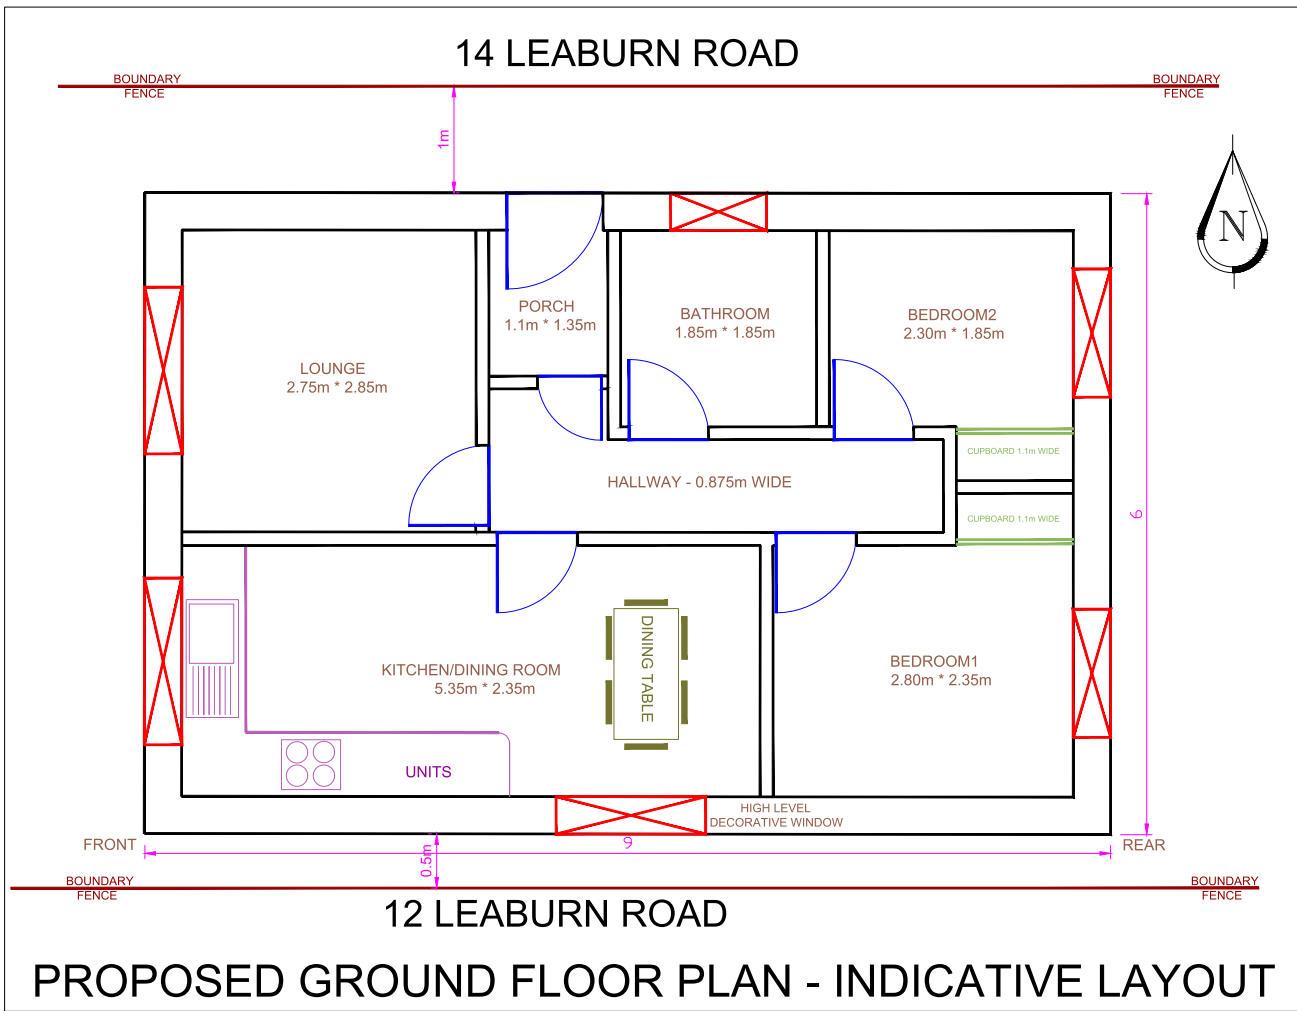 14 LEABURN ROAD
BOUNDARY
FENCE
BOUNDARY
FENCE
1m
N
PORCH
1.1m * 1.35m
BATHROOM
1.85m * 1.85m
BEDROOM2
2.30m * 1.85m
LOUNGE
2.75m * 2.85m
CUPBOARD 1.1m WIDE
HALLWAY - 0.875m WIDE
CUPBOARD 1.1m WIDE
6
KITCHEN/DINING ROOM
5.35m * 2.35m
DINING TABLE
BEDROOM1
2.80m * 2.35m
UNITS
HIGH LEVEL
DECORATIVE WINDOW
FRONT
9
REAR
0.5m
BOUNDARY
FENCE
BOUNDARY
FENCE
12 LEABURN ROAD
PROPOSED GROUND FLOOR PLAN - INDICATIVE LAYOUT